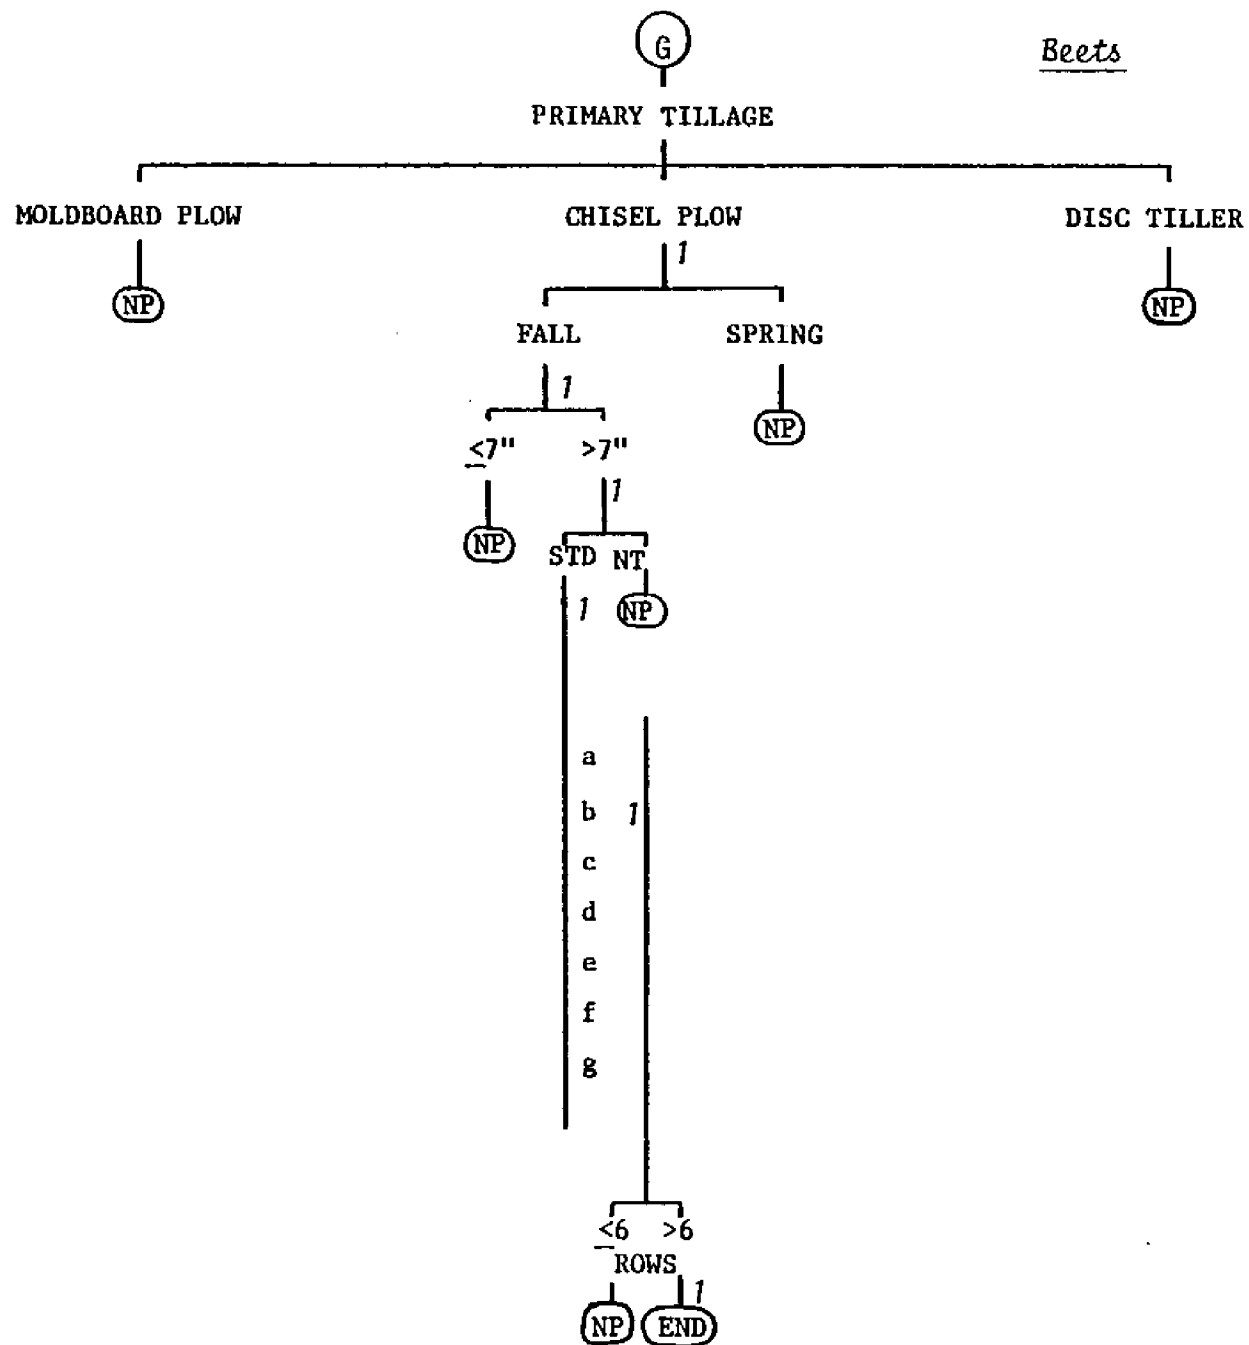 G
Beets
PRIMARY TILLAGE
MOLDBOARD PLOW CHISEL PLOW DISC TILLER
1
NP NP
FALL SPRING
1
NP
≤7" >7"
1
NP
STD NT
1 NP
a
b 1
c
d
e
f
g
≤6 >6
ROWS
1
NP END